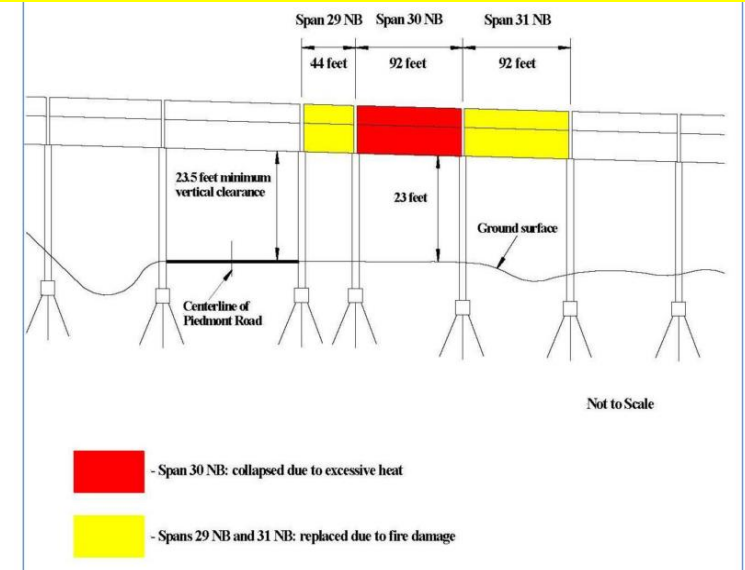 Span 29 NB
Span 30 NB
Span 31 NB
44 feet
92 feet
92 feet
23.5 feet minimum
vertical clearance
23 feet
Ground surface
Centerline of
Piedmont Road
Not to Scale
- Span 30 NB: collapsed due to excessive heat
- Spans 29 NB and 31 NB: replaced due to fire damage